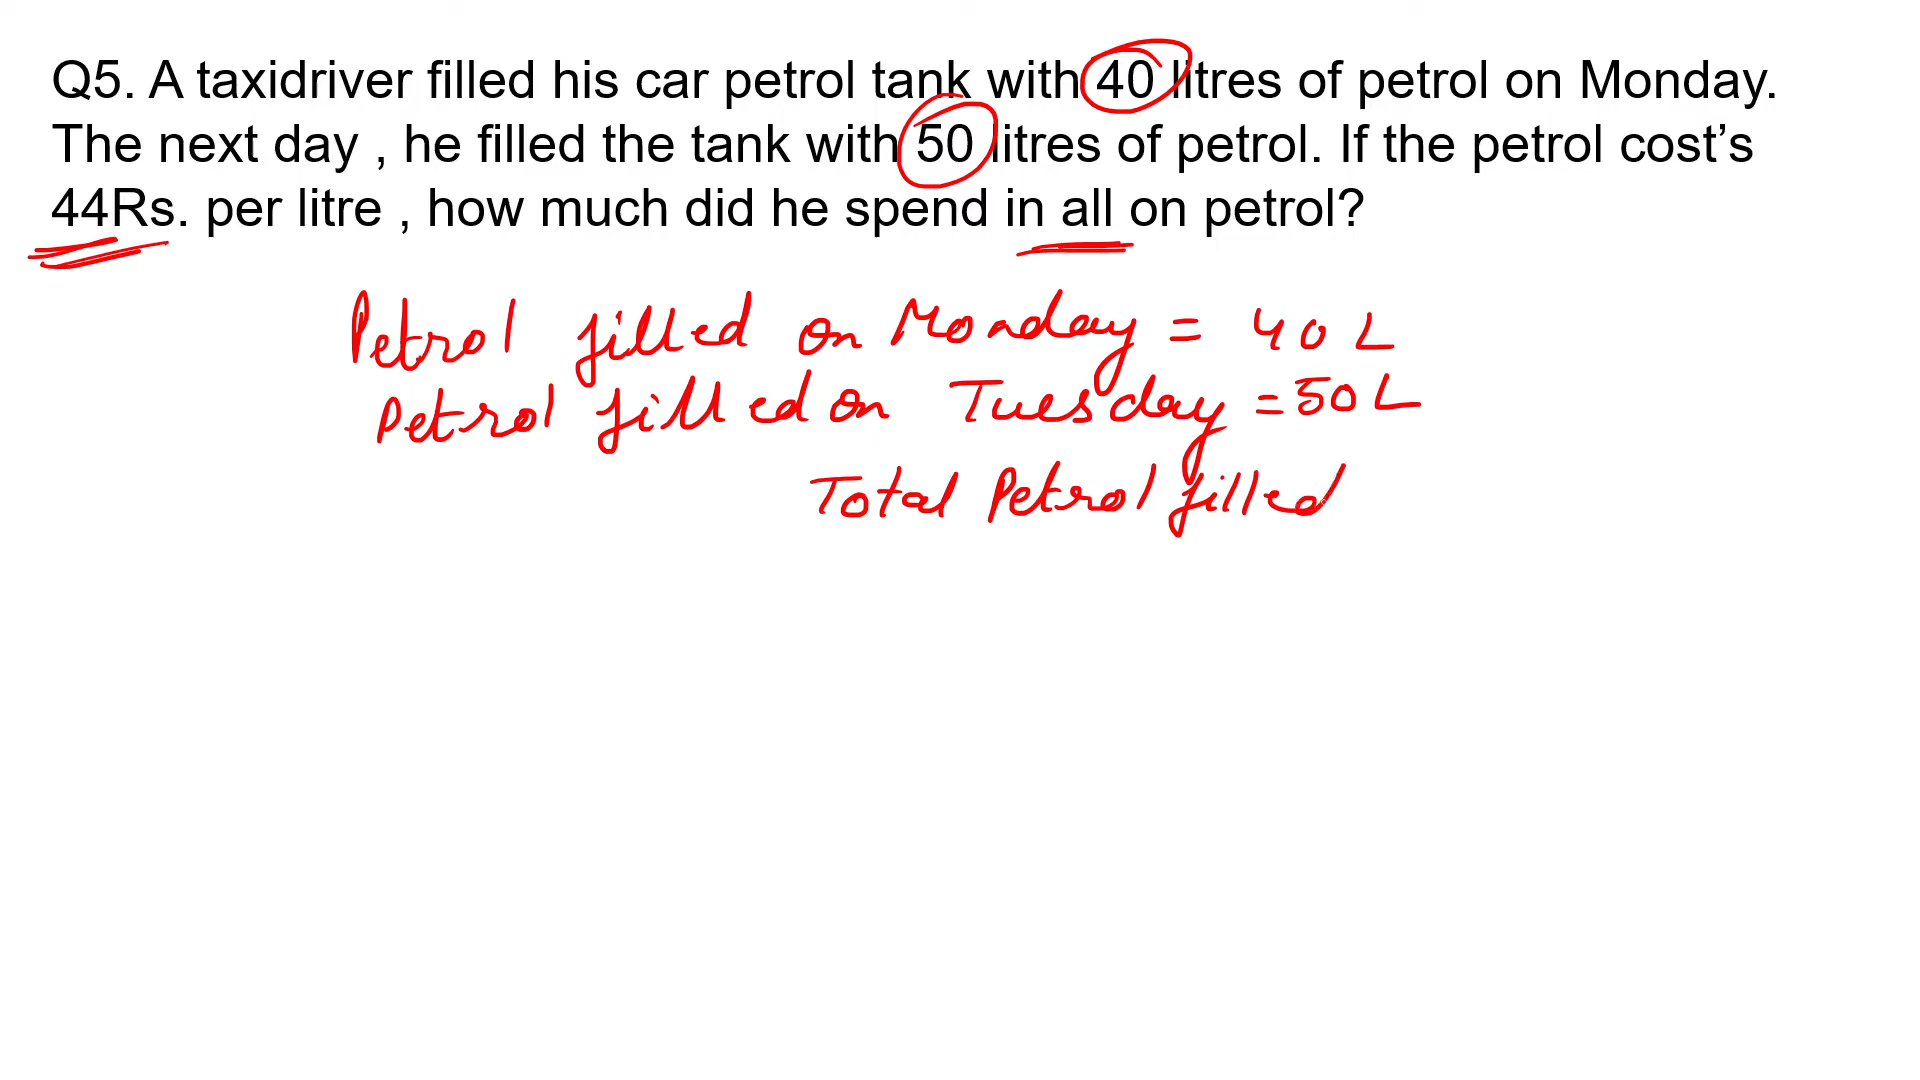 Q5. A taxidriver filled his car petrol tank with 40 litres of petrol on Monday.
The next day , he filled the tank with 50 litres of petrol. If the petrol cost’s
44Rs. per litre , how much did he spend in all on petrol?
Petrol filled on Monday = 40 L
Petrol filled on Tuesday = 50 L
Total Petrol filled